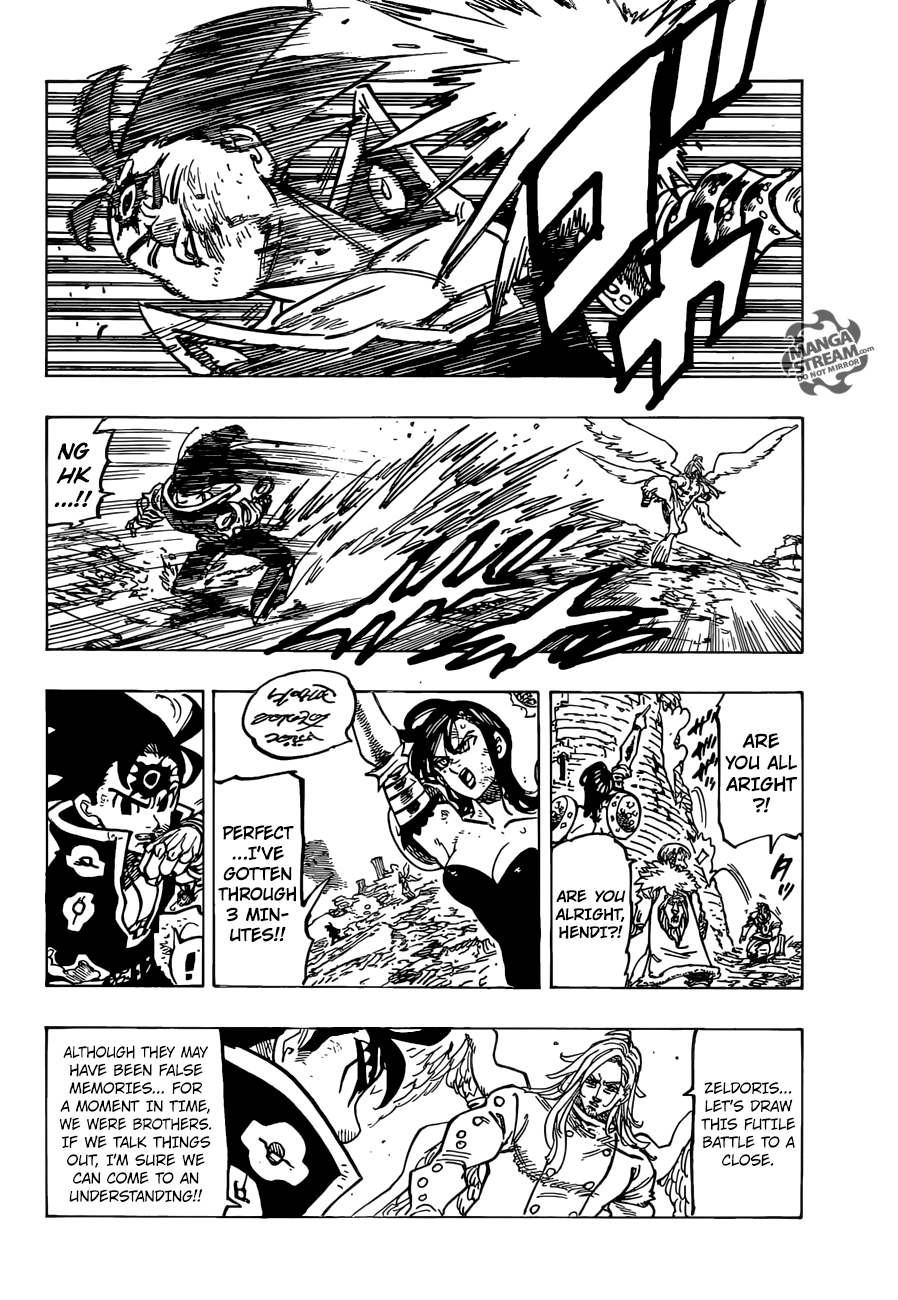 ゴガッ
MANGA
STREAM.com
DO NOT MIRROR
NG
HK
...!!
ARE
YOU ALL
ARIGHT
?!
ARE YOU
ALRIGHT,
HENDI?!
PERFECT
...I'VE
GOTTEN
THROUGH
3 MIN-
UTES!!
!
ZELDORIS...
LET'S DRAW
THIS FUTILE
BATTLE TO A
CLOSE.
ALTHOUGH THEY MAY
HAVE BEEN FALSE
MEMORIES... FOR
A MOMENT IN TIME,
WE WERE BROTHERS.
IF WE TALK THINGS
OUT, I'M SURE WE
CAN COME TO AN
UNDERSTANDING!!